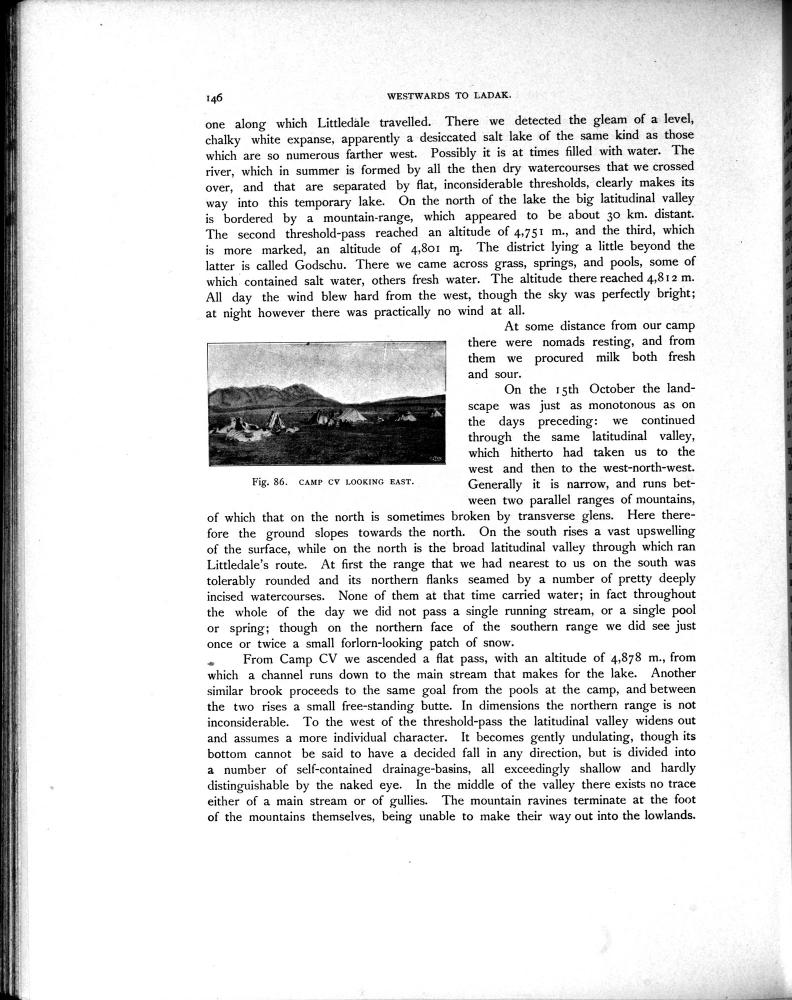 146
WESTWARDS TO LADAK.
one along which Littledale travelled. There we detected the gleam of a level,
chalky white expanse, apparently a desiccated salt lake of the same kind as those
which are so numerous farther west. Possibly it is at times filled with water. The
river, which in summer is formed by all the then dry watercourses that we crossed
over, and that are separated by flat, inconsiderable thresholds, clearly makes its
way into this temporary lake. On the north of the lake the big latitudinal valley
is bordered by a mountain-range, which appeared to be about 30 km. distant.
The second threshold-pass reached an altitude of 4,751 m., and the third, which
is more marked, an altitude of 4,801 m. The district lying a little beyond the
latter is called Godschu. There we came across grass, springs, and pools, some of
which contained salt water, others fresh water. The altitude there reached 4,812 m.
All day the wind blew hard from the west, though the sky was perfectly bright;
at night however there was practically no wind at all.
At some distance from our camp
there were nomads resting, and from
them we procured milk both fresh
and sour.
On the 15th October the land-
scape was just as monotonous as on
the days preceding: we continued
through the same latitudinal valley,
which hitherto had taken us to the
west and then to the west-north-west.
Generally it is narrow, and runs bet-
ween two parallel ranges of mountains,
Fig. 86. CAMP CV LOOKING EAST.
of which that on the north is sometimes broken by transverse glens. Here there-
fore the ground slopes towards the north. On the south rises a vast upswelling
of the surface, while on the north is the broad latitudinal valley through which ran
Littledale's route. At first the range that we had nearest to us on the south was
tolerably rounded and its northern flanks seamed by a number of pretty deeply
incised watercourses. None of them at that time carried water; in fact throughout
the whole of the day we did not pass a single running stream, or a single pool
or spring; though on the northern face of the southern range we did see just
once or twice a small forlorn-looking patch of snow.
From Camp CV we ascended a flat pass, with an altitude of 4,878 m., from
which a channel runs down to the main stream that makes for the lake. Another
similar brook proceeds to the same goal from the pools at the camp, and between
the two rises a small free-standing butte. In dimensions the northern range is not
inconsiderable. To the west of the threshold-pass the latitudinal valley widens out
and assumes a more individual character. It becomes gently undulating, though its
bottom cannot be said to have a decided fall in any direction, but is divided into
a number of self-contained drainage-basins, all exceedingly shallow and hardly
distinguishable by the naked eye. In the middle of the valley there exists no trace
either of a main stream or of gullies. The mountain ravines terminate at the foot
of the mountains themselves, being unable to make their way out into the lowlands.